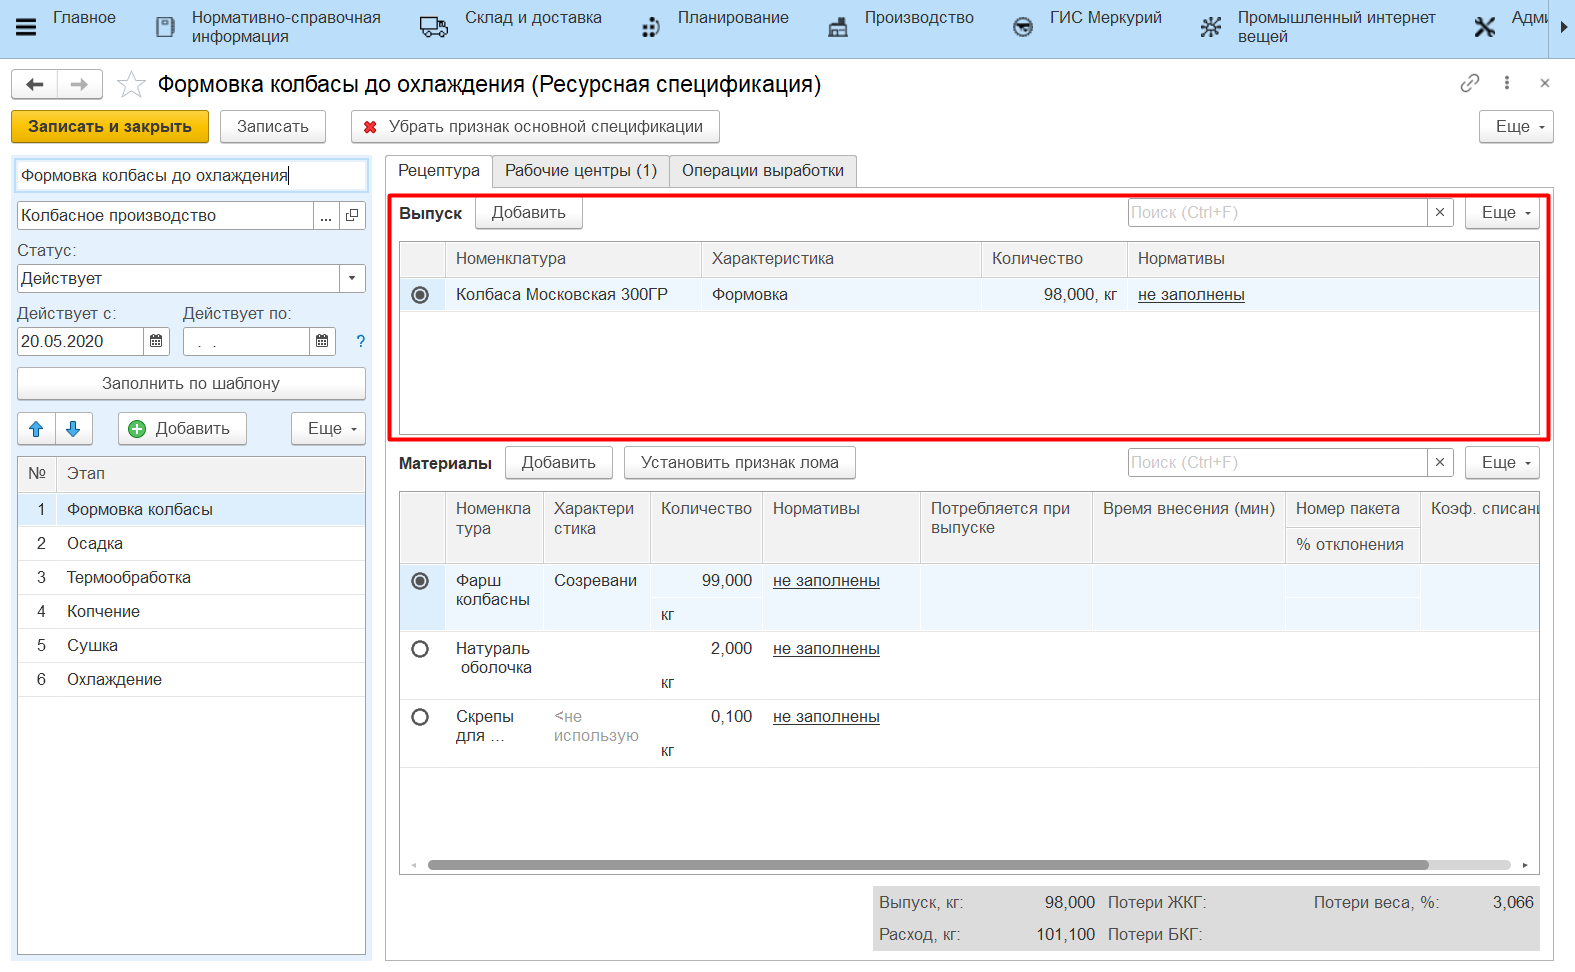 Главное
Нормативно-справочная
информация
Склад и доставка
Планирование
Производство
ГИС Меркурий
Промышленный интернет
вещей
Адми
Формовка колбасы до охлаждения (Ресурсная спецификация)
Записать и закрыть
Записать
Убрать признак основной спецификации
Еще
Формовка колбасы до охлаждения
Колбасное производство
...
Статус:
Действует
Действует с:
Действует по:
20.05.2020
. .
?
Заполнить по шаблону
Добавить
Еще
№ Этап
1 Формовка колбасы
2 Осадка
3 Термообработка
4 Копчение
5 Сушка
6 Охлаждение
Рецептура
Рабочие центры (1)
Операции выработки
Выпуск
Добавить
Поиск (Ctrl+F)
×
Еще
Номенклатура Характеристика Количество Нормативы
Колбаса Московская 300ГР Формовка 98,000, кг не заполнены
Материалы
Добавить
Установить признак лома
Поиск (Ctrl+F)
×
Еще
Номенкла
тура
Характери
стика
Количество
Нормативы
Потребляется при
выпуске
Время внесения (мин)
Номер пакета
% отклонения
Коэф. списани
Фарш
колбасны
Созревани
99,000
кг
не заполнены
Натураль
оболочка
2,000
кг
не заполнены
Скрепы
для ...
<не
использую
0,100
кг
не заполнены
Выпуск, кг: 98,000 Потери ЖКГ: Потери веса, %: 3,066
Расход, кг: 101,100 Потери БКГ: